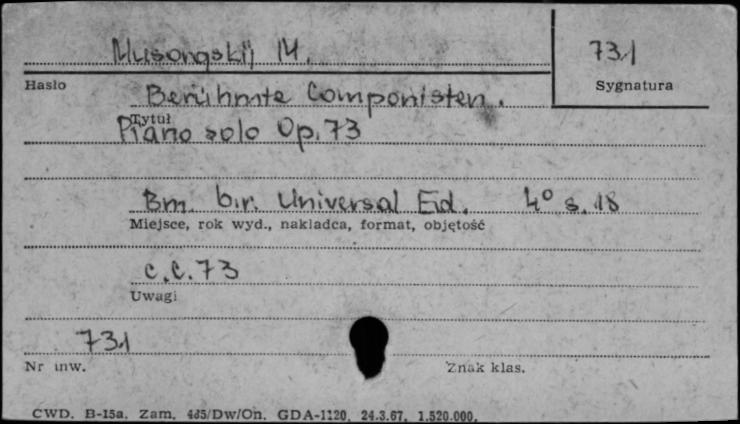 Musorgskij M.
731
Hasło
Sygnatura
Berühmte Componisten.
Tytuł
Piano solo Op. 73
Bm. b.r. Universal Ed. 4º s. 18
Miejsce, rok wyd., nakładca, format, objętość
C.C. 73
Uwagi
731
Nr inw.
Znak klas.
CWD. B-15a. Zam. 485/Dw/On. GDA-1120. 24.3.67. 1.520.000.